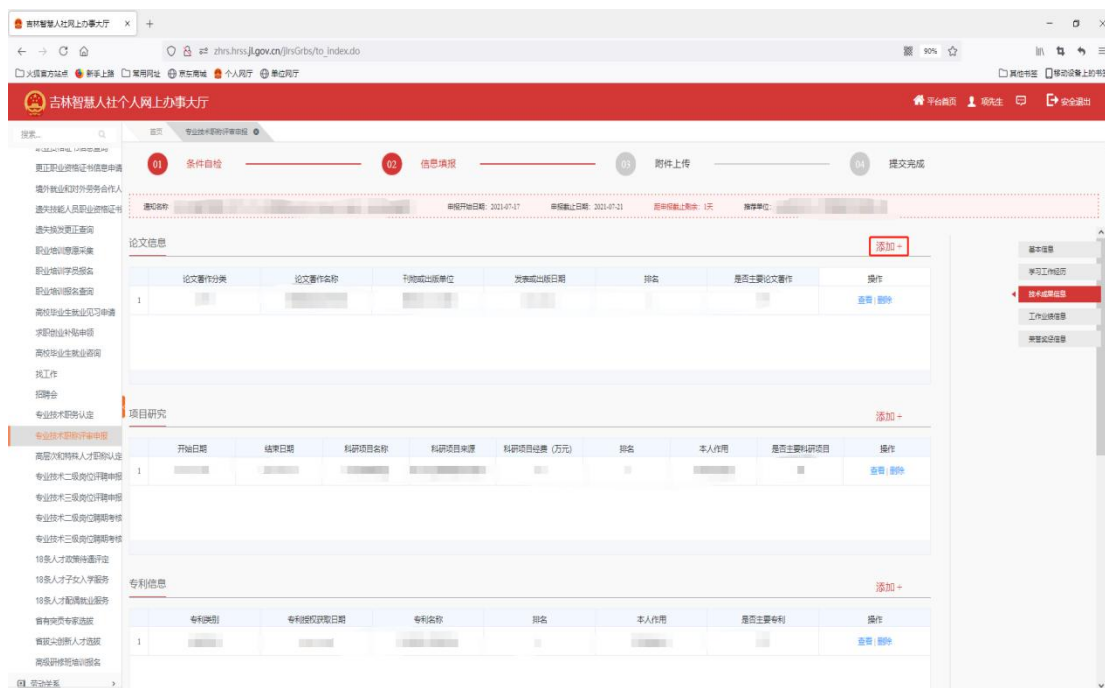 吉林智慧人社网上办事大厅 × +
zhrs.hrss.jl.gov.cn/jlrsGrbs/to_index.do 90%
火狐官方站点 新手上路 常用网址 京东商城 个人网厅 单位网厅 其他书签 移动设备上的书签
吉林智慧人社个人网上办事大厅 平台首页 项先生 安全退出
搜索... 首页 专业技术职称评审申报
01 条件自检 02 信息填报 03 附件上传 04 提交完成
通知名称: 申报开始日期: 2021-07-17 申报截止日期: 2021-07-21 距申报截止剩余: 1天 推荐单位:
更正职业资格证书信息申请
境外就业和对外劳务合作人
遗失技能人员职业资格证书
遗失换发更正查询
职业培训意愿采集
职业培训学员报名
职业培训报名查询
高校毕业生就业见习申请
求职创业补贴申领
高校毕业生就业咨询
找工作
招聘会
专业技术职务认定
专业技术职称评审申报
高层次和特殊人才职称认定
专业技术二级岗位评聘申报
专业技术三级岗位评聘申报
专业技术二级岗位聘期考核
专业技术三级岗位聘期考核
18条人才政策待遇评定
18条人才子女入学服务
18条人才配偶就业服务
省有突贡专家选拔
省拔尖创新人才选拔
高级研修班培训报名
劳动关系 >
论文信息 添加 +
论文著作分类 论文著作名称 刊物或出版单位 发表或出版日期 排名 是否主要论文著作 操作
1 查看 | 删除
项目研究 添加 +
开始日期 结束日期 科研项目名称 科研项目来源 科研项目经费 (万元) 排名 本人作用 是否主要科研项目 操作
1 查看 | 删除
专利信息 添加 +
专利类别 专利授权获取日期 专利名称 排名 本人作用 是否主要专利 操作
1 查看 | 删除
基本信息
学习工作经历
技术成果信息
工作业绩信息
荣誉或奖信息